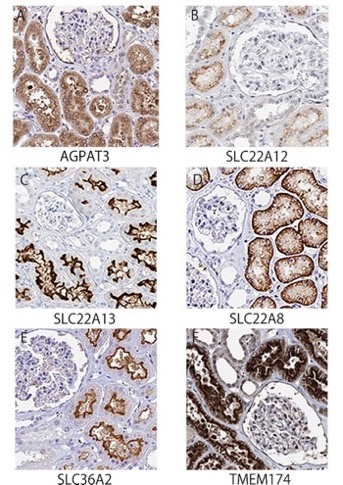 A
B
AGPAT3
SLC22A12
C
D
SLC22A13
SLC22A8
E
F
SLC36A2
TMEM174